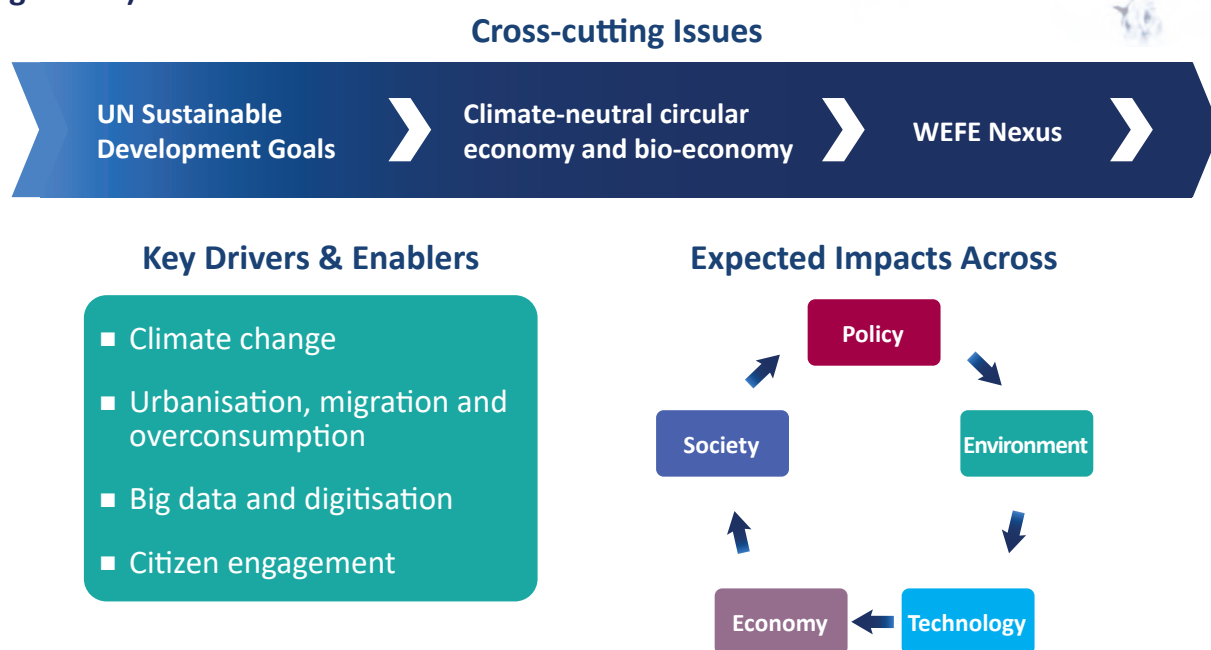 Cross-cutting Issues
UN Sustainable
Development Goals
Climate-neutral circular
economy and bio-economy
WEFE Nexus
Key Drivers & Enablers
■ Climate change
■ Urbanisation, migration and
overconsumption
■ Big data and digitisation
■ Citizen engagement
Expected Impacts Across
Policy
Environment
Technology
Economy
Society